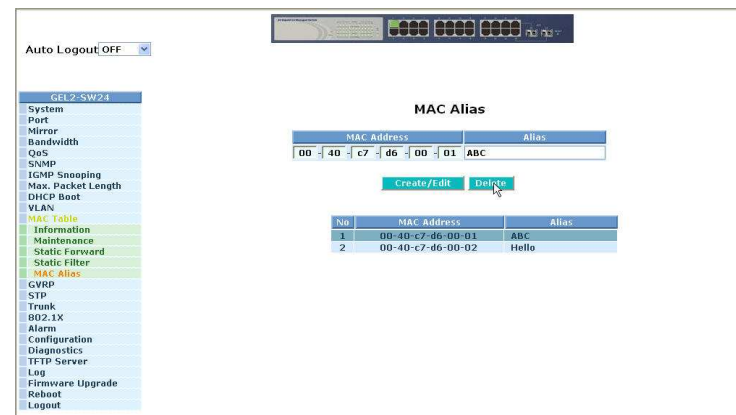 Auto Logout OFF
GEL2-SW24
System
Port
Mirror
Bandwidth
QoS
SNMP
IGMP Snooping
Max. Packet Length
DHCP Boot
VLAN
MAC Table
Information
Maintenance
Static Forward
Static Filter
MAC Alias
GVRP
STP
Trunk
802.1X
Alarm
Configuration
Diagnostics
TFTP Server
Log
Firmware Upgrade
Reboot
Logout
MAC Alias
MAC Address Alias
00 - 40 - c7 - d6 - 00 - 01 ABC
Create/Edit Delete
No MAC Address Alias
1 00-40-c7-d6-00-01 ABC
2 00-40-c7-d6-00-02 Hello